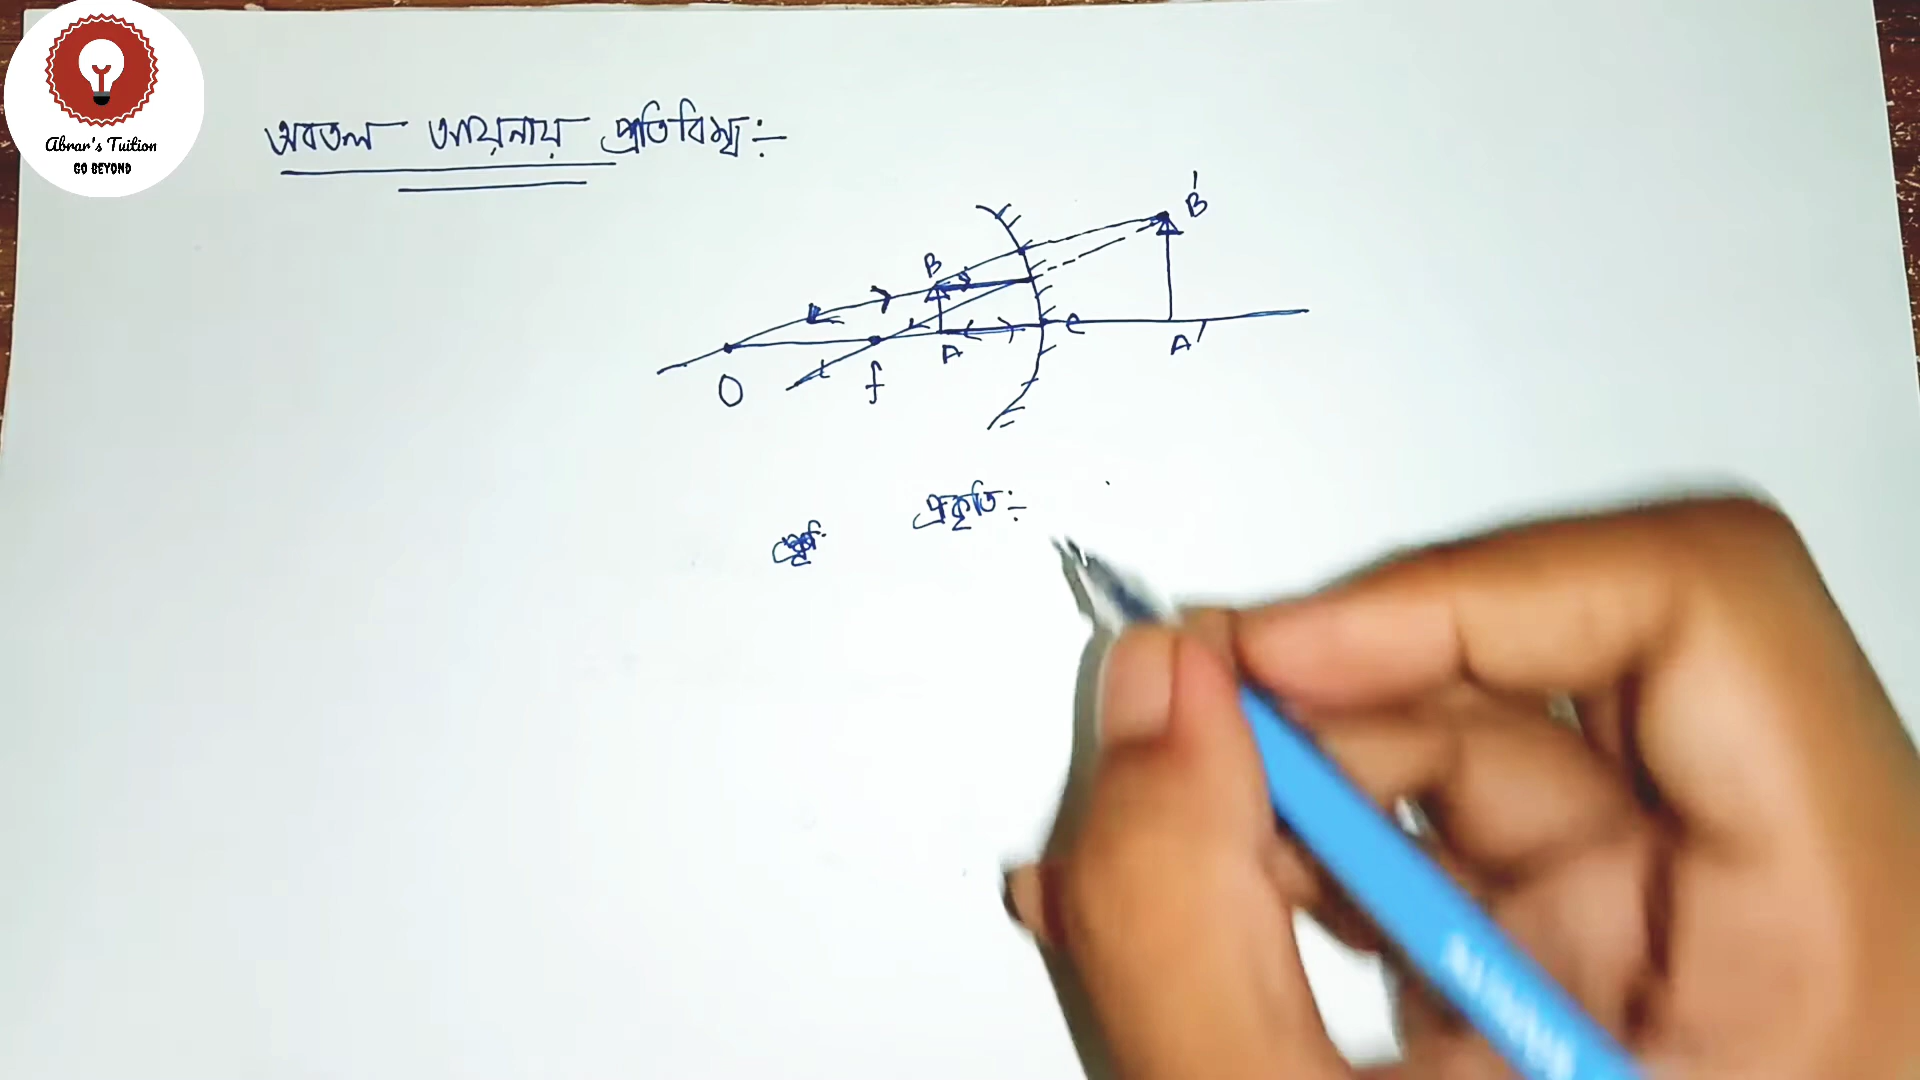 Abrar's Tuition
GO BEYOND
অবতল আয়নায় প্রতিবিম্ব :-
B'
B
A
e
A'
O
f
প্রকৃতি :-